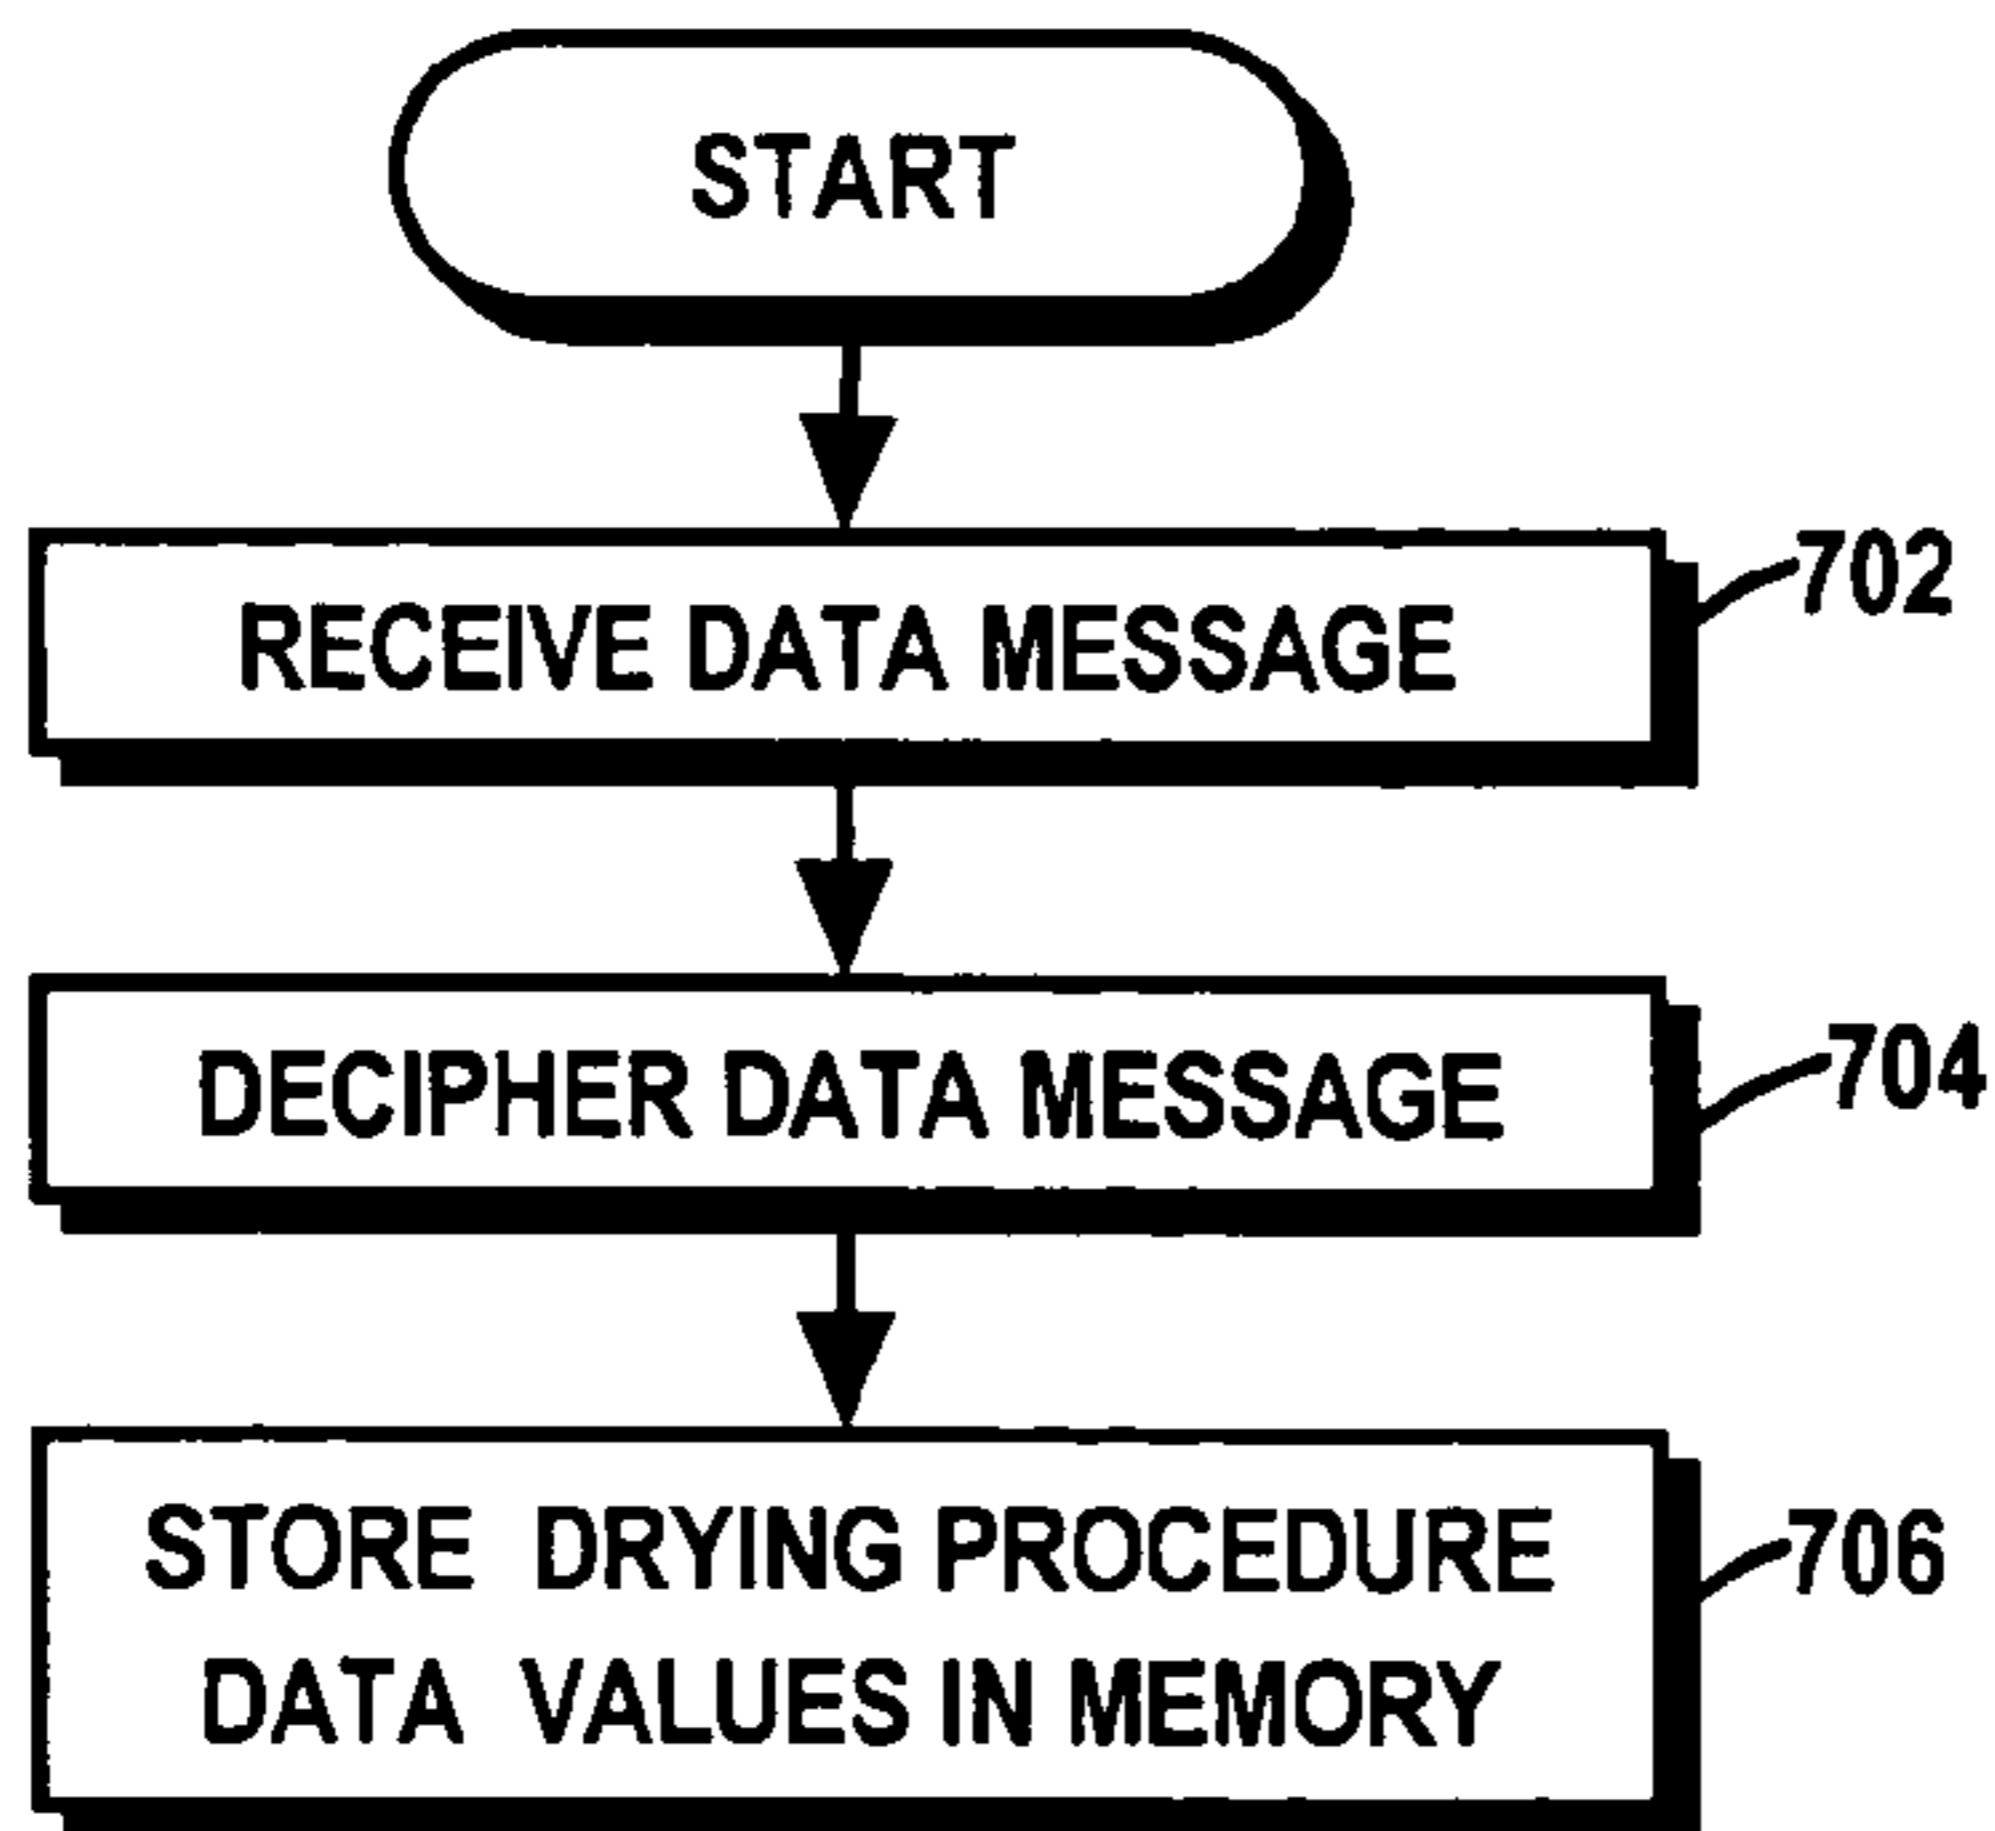 START
RECEIVE DATA MESSAGE
702
DECIPHER DATA MESSAGE
704
STORE DRYING PROCEDURE
DATA VALUES IN MEMORY
706